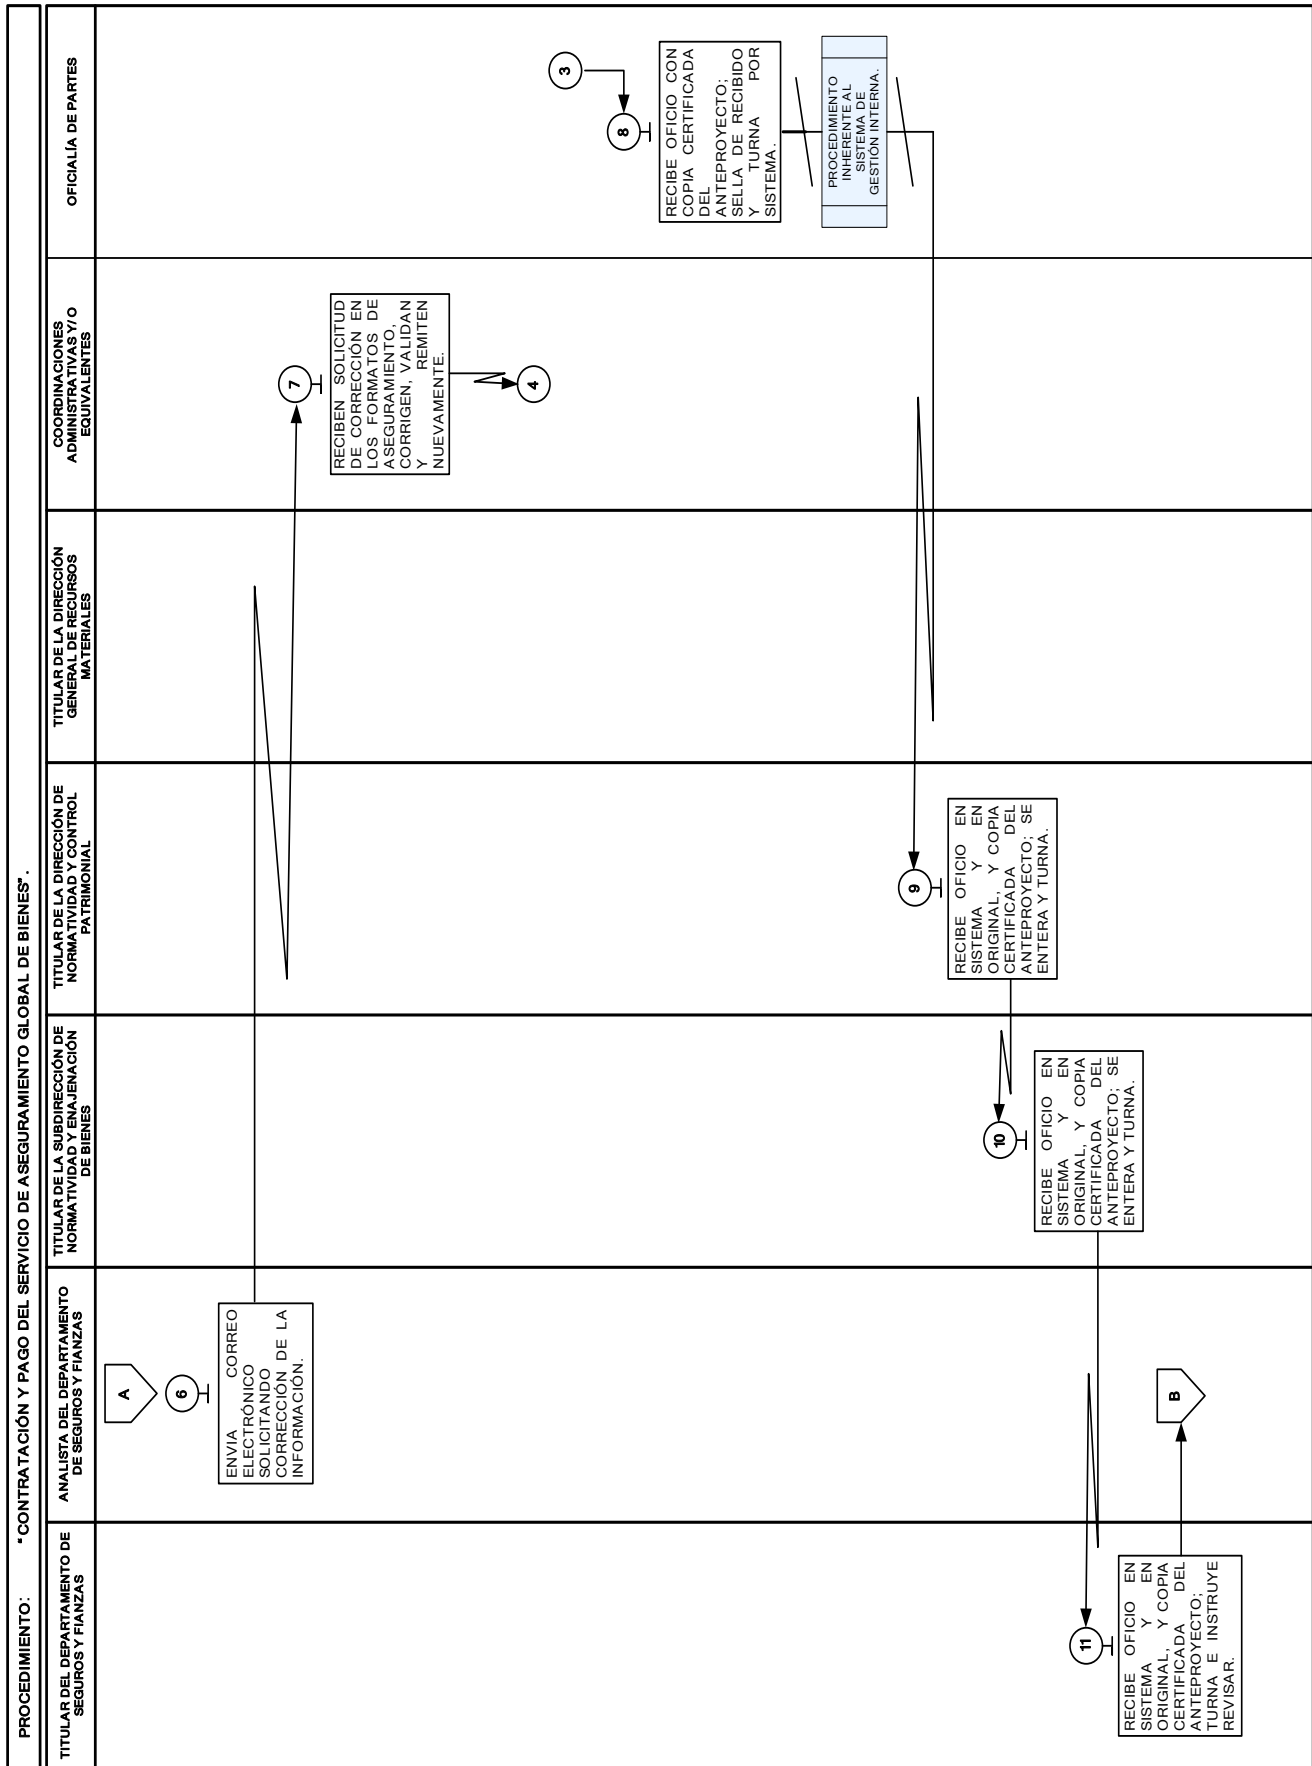 PROCEDIMIENTO: "CONTRATACIÓN Y PAGO DEL SERVICIO DE ASEGURAMIENTO GLOBAL DE BIENES".
TITULAR DEL DEPARTAMENTO DE
SEGUROS Y FIANZAS
ANALISTA DEL DEPARTAMENTO
DE SEGUROS Y FIANZAS
TITULAR DE LA SUBDIRECCIÓN DE
NORMATIVIDAD Y ENAJENACIÓN
DE BIENES
TITULAR DE LA DIRECCIÓN DE
NORMATIVIDAD Y CONTROL
PATRIMONIAL
TITULAR DE LA DIRECCIÓN
GENERAL DE RECURSOS
MATERIALES
COORDINACIONES
ADMINISTRATIVAS Y/O
EQUIVALENTES
OFICIALÍA DE PARTES
A
6
ENVIA CORREO
ELECTRÓNICO
SOLICITANDO
CORRECCIÓN DE LA
INFORMACIÓN.
7
RECIBEN SOLICITUD
DE CORRECCIÓN EN
LOS FORMATOS DE
ASEGURAMIENTO,
CORRIGEN, VALIDAN
Y REMITEN
NUEVAMENTE.
4
3
8
RECIBE OFICIO CON
COPIA CERTIFICADA
DEL
ANTEPROYECTO;
SELLA DE RECIBIDO
Y TURNA POR
SISTEMA.
PROCEDIMIENTO
INHERENTE AL
SISTEMA DE
GESTIÓN INTERNA.
9
RECIBE OFICIO EN
SISTEMA Y EN
ORIGINAL, Y COPIA
CERTIFICADA DEL
ANTEPROYECTO; SE
ENTERA Y TURNA.
10
RECIBE OFICIO EN
SISTEMA Y EN
ORIGINAL, Y COPIA
CERTIFICADA DEL
ANTEPROYECTO; SE
ENTERA Y TURNA.
11
RECIBE OFICIO EN
SISTEMA Y EN
ORIGINAL, Y COPIA
CERTIFICADA DEL
ANTEPROYECTO;
TURNA E INSTRUYE
REVISAR.
B